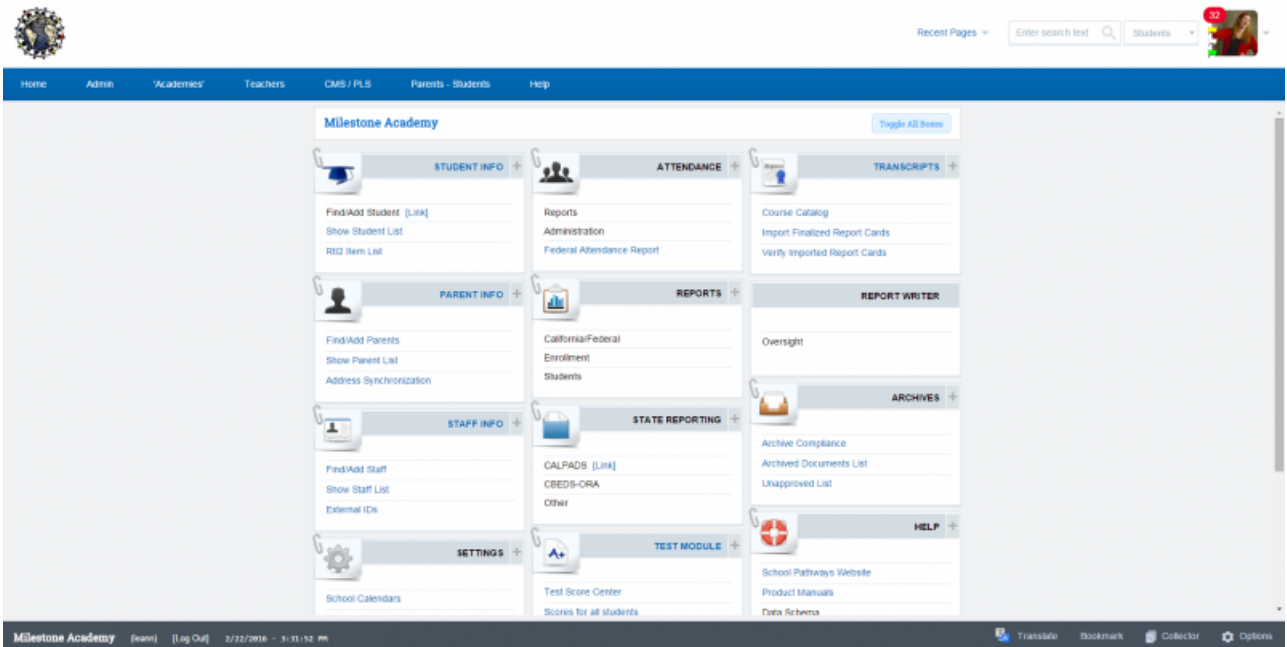 32
Recent Pages
Enter search text
Students
Home Admin 'Academies' Teachers CMS / PLS Parents - Students Help
Milestone Academy
Toggle All Boxes
STUDENT INFO
Find/Add Student [Link]
Show Student List
RtI2 Item List
PARENT INFO
Find/Add Parents
Show Parent List
Address Synchronization
STAFF INFO
Find/Add Staff
Show Staff List
External IDs
SETTINGS
School Calendars
ATTENDANCE
Reports
Administration
Federal Attendance Report
REPORTS
California/Federal
Enrollment
Students
STATE REPORTING
CALPADS [Link]
CBEDS-ORA
Other
A+
TEST MODULE
Test Score Center
Scores for all students
TRANSCRIPTS
Course Catalog
Import Finalized Report Cards
Verify Imported Report Cards
REPORT WRITER
Oversight
ARCHIVES
Archive Compliance
Archived Documents List
Unapproved List
HELP
School Pathways Website
Product Manuals
Data Schema
Milestone Academy (leann) [Log Out] 2/22/2016 - 3:31:52 PM
Translate Bookmark Collector Options